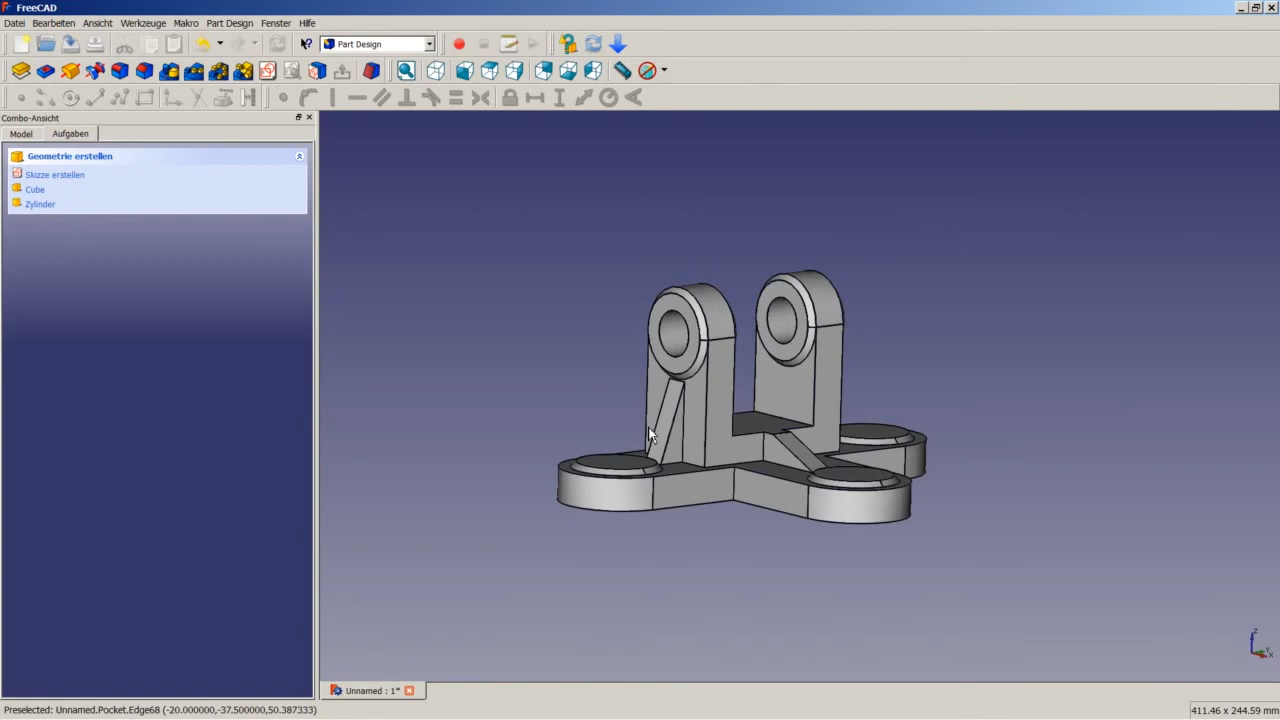 FreeCAD
Datei Bearbeiten Ansicht Werkzeuge Makro Part Design Fenster Hilfe
Part Design
Combo-Ansicht
Model Aufgaben
Geometrie erstellen
Skizze erstellen
Cube
Zylinder
Z
Y
X
Unnamed : 1*
Preselected: Unnamed.Pocket.Edge68 (-20.000000,-37.500000,50.387333)
411.46 x 244.59 mm